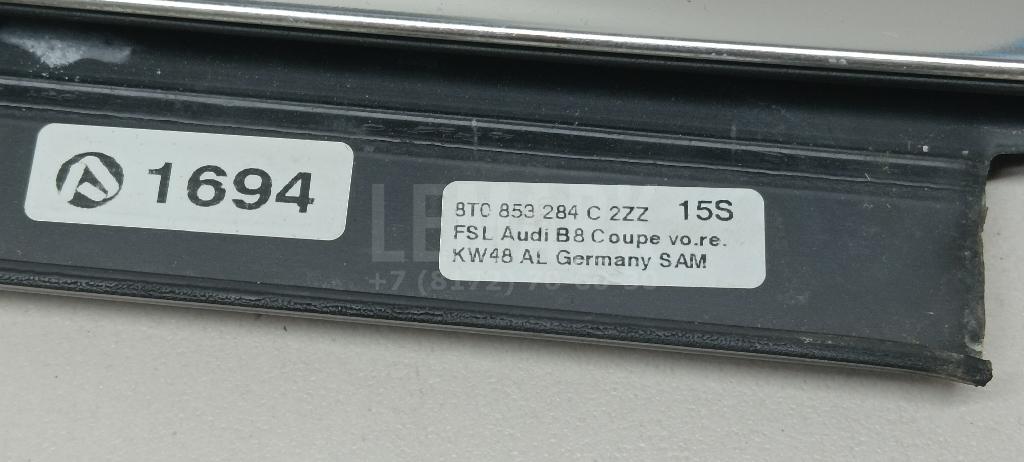 1694
8T0 853 284 C 2ZZ 15S
FSL Audi B8 Coupe vo.re.
KW48 AL Germany SAM